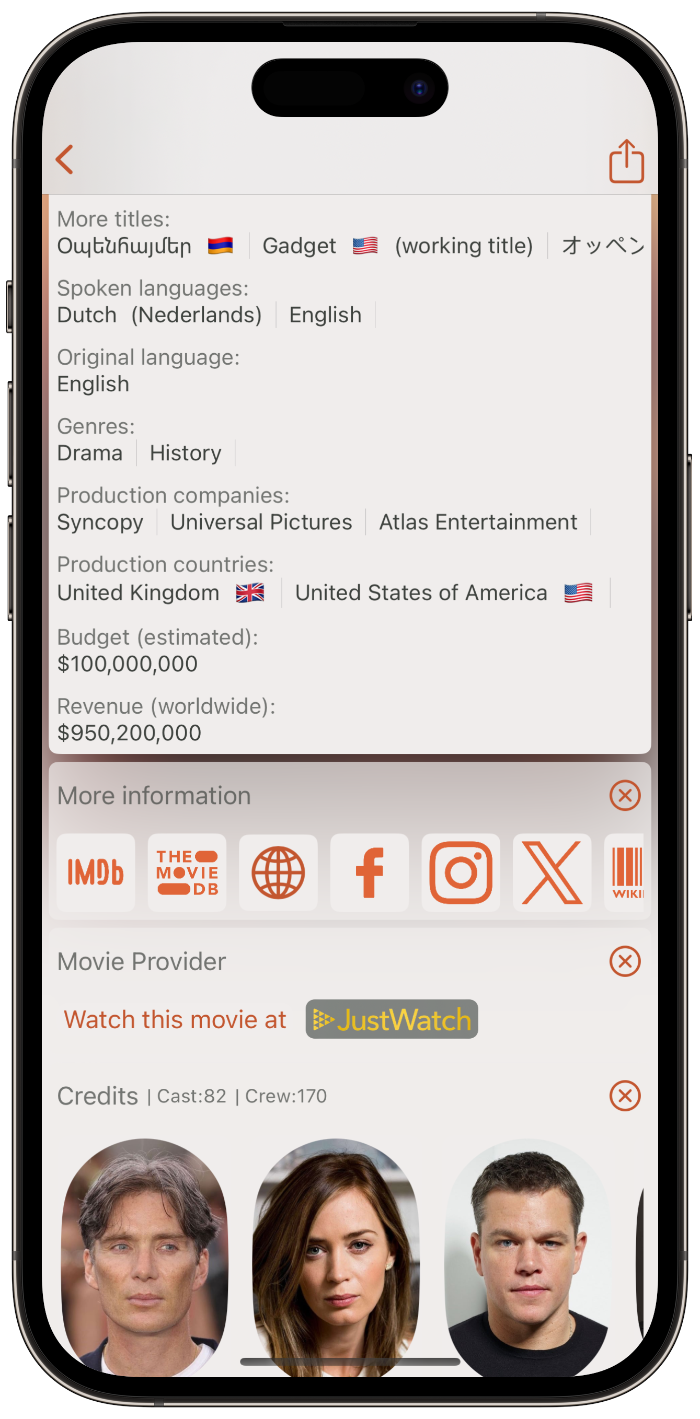 More titles:
Օպենհայմեր 🇦🇲 Gadget 🇺🇸 (working title) オッペン
Spoken languages:
Dutch (Nederlands) English
Original language:
English
Genres:
Drama History
Production companies:
Syncopy Universal Pictures Atlas Entertainment
Production countries:
United Kingdom 🇬🇧 United States of America 🇺🇸
Budget (estimated):
$100,000,000
Revenue (worldwide):
$950,200,000
More information
IMDb THE MOVIE DB f X WIKI
Movie Provider
Watch this movie at JustWatch
Credits | Cast:82 | Crew:170